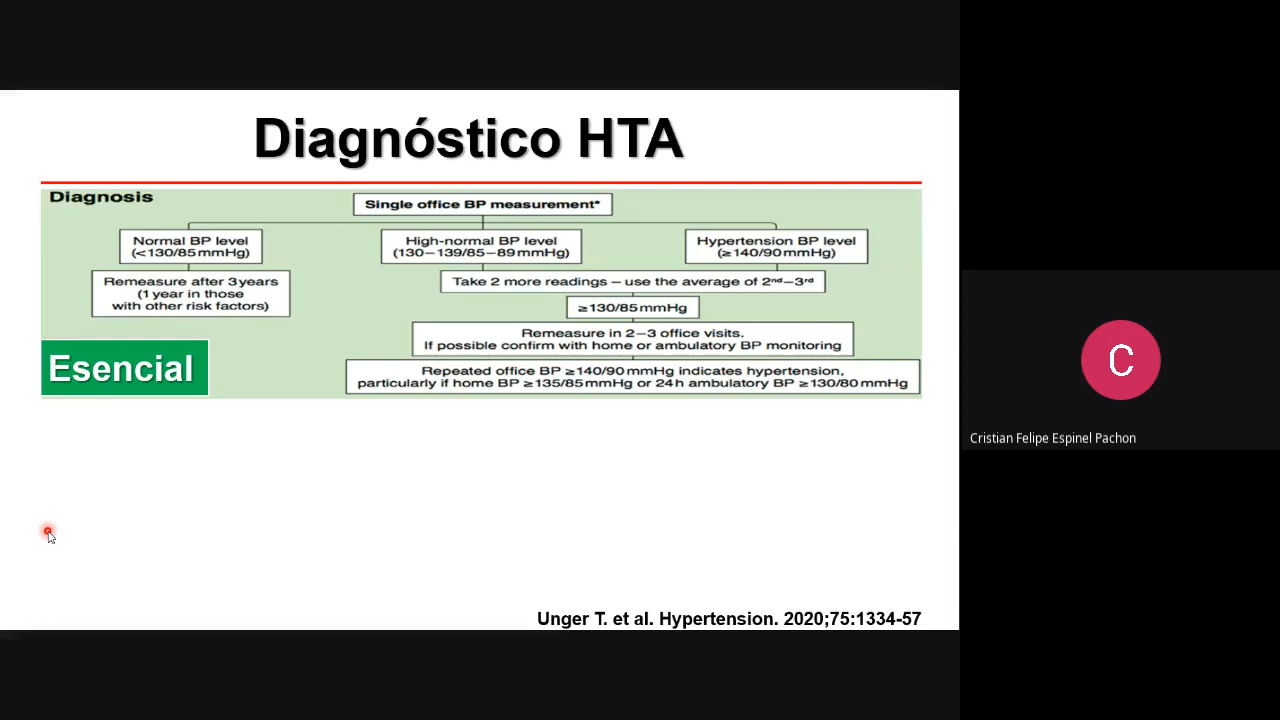 Diagnóstico HTA
Diagnosis
Single office BP measurement*
Normal BP level
(<130/85 mmHg)
High-normal BP level
(130–139/85–89 mmHg)
Hypertension BP level
(≥140/90 mmHg)
Remeasure after 3 years
(1 year in those
with other risk factors)
Take 2 more readings – use the average of 2nd–3rd
≥130/85 mmHg
Remeasure in 2–3 office visits.
If possible confirm with home or ambulatory BP monitoring
Repeated office BP ≥140/90 mmHg indicates hypertension,
particularly if home BP ≥135/85 mmHg or 24h ambulatory BP ≥130/80 mmHg
Esencial
Unger T. et al. Hypertension. 2020;75:1334-57
C
Cristian Felipe Espinel Pachon